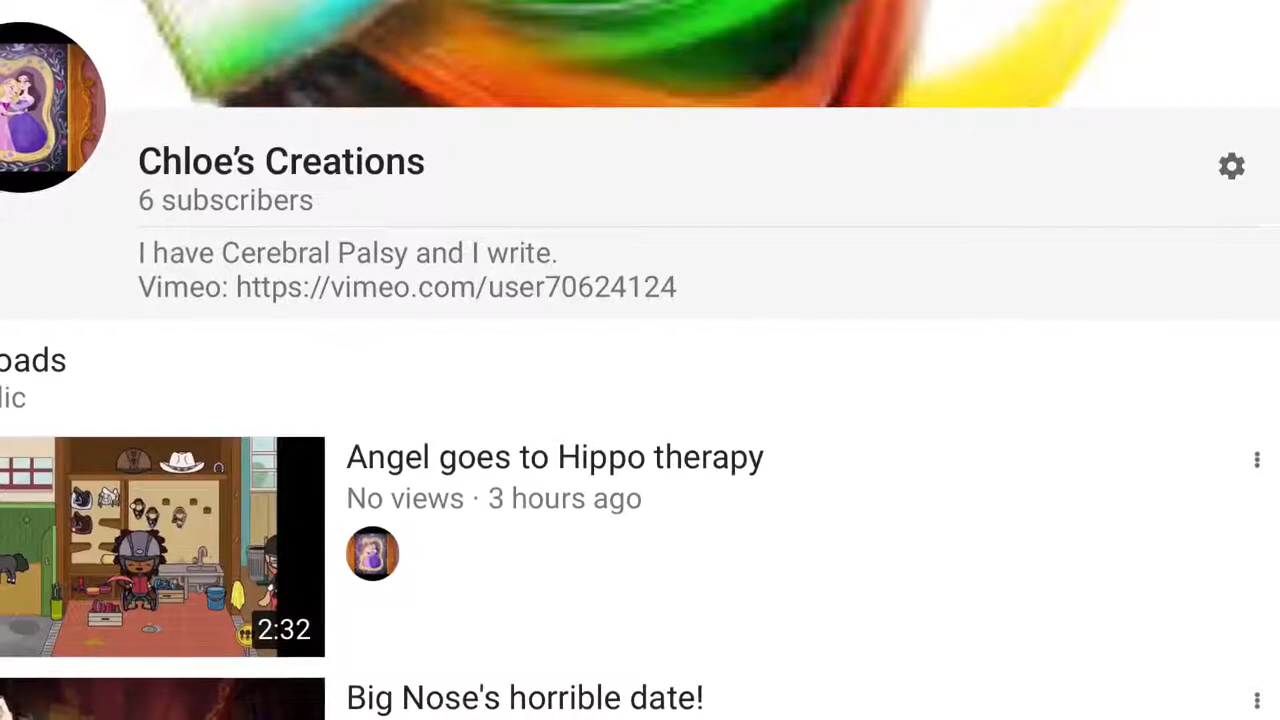 Chloe’s Creations
6 subscribers
I have Cerebral Palsy and I write.
Vimeo: https://vimeo.com/user70624124
oads
lic
Angel goes to Hippo therapy
No views · 3 hours ago
2:32
Big Nose's horrible date!